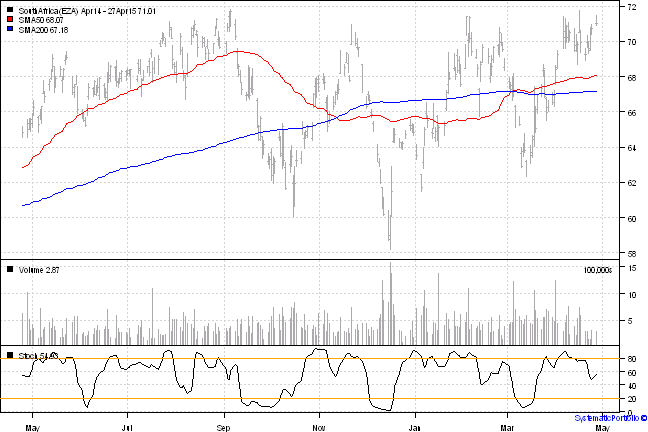 SouthAfrica(EZA) Apr14 - 27Apr15 71.01
SMA50 68.07
SMA200 67.18
72
70
68
66
64
62
60
58
Volume 2.87
100,000s
15
10
5
Stoch
80
60
40
20
0
May
Jul
Sep
Nov
Jan
Mar
May
SystematicPortfolio ©